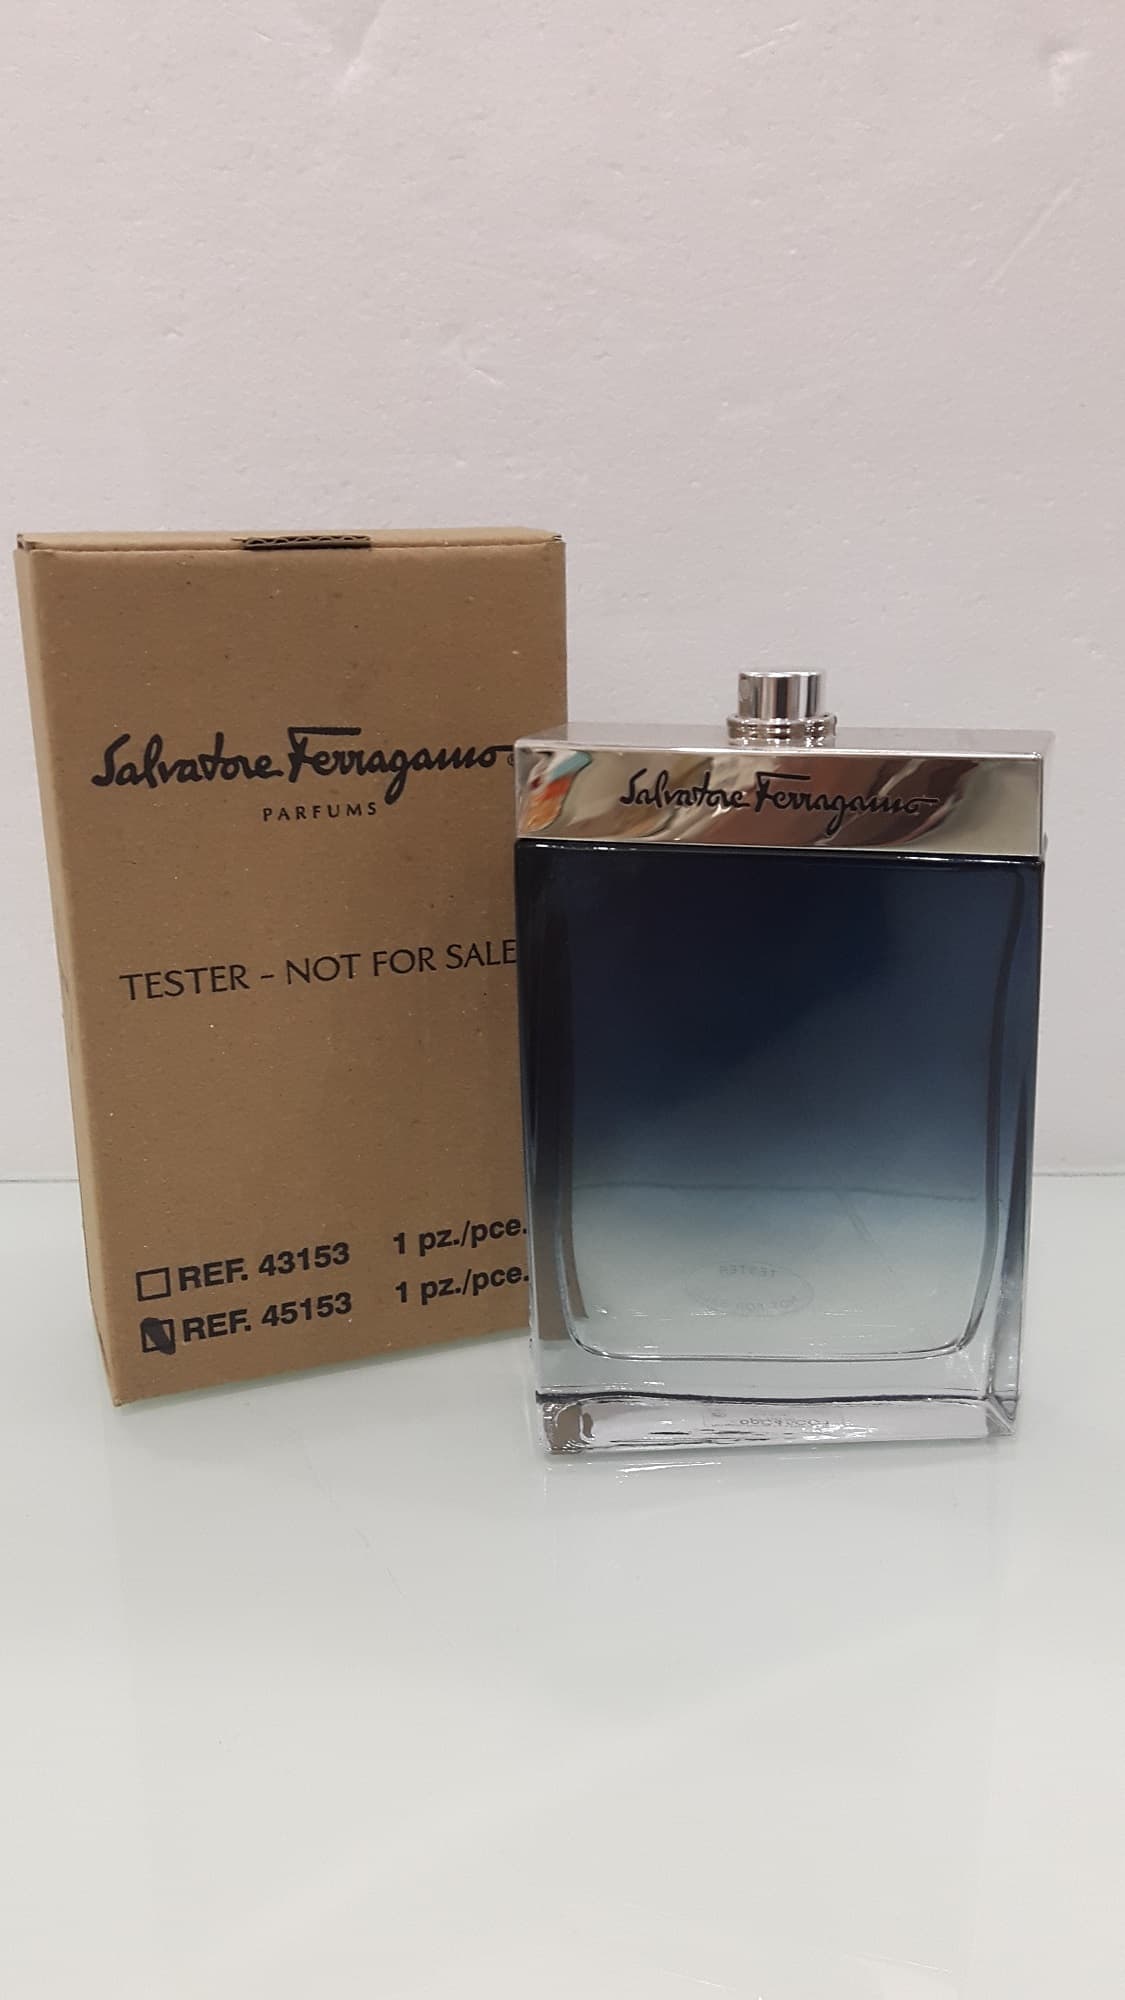 Salvatore Ferragamo
PARFUMS
TESTER - NOT FOR SALE
REF. 43153 1 pz./pce.
REF. 45153 1 pz./pce.
Salvatore Ferragamo
TESTER